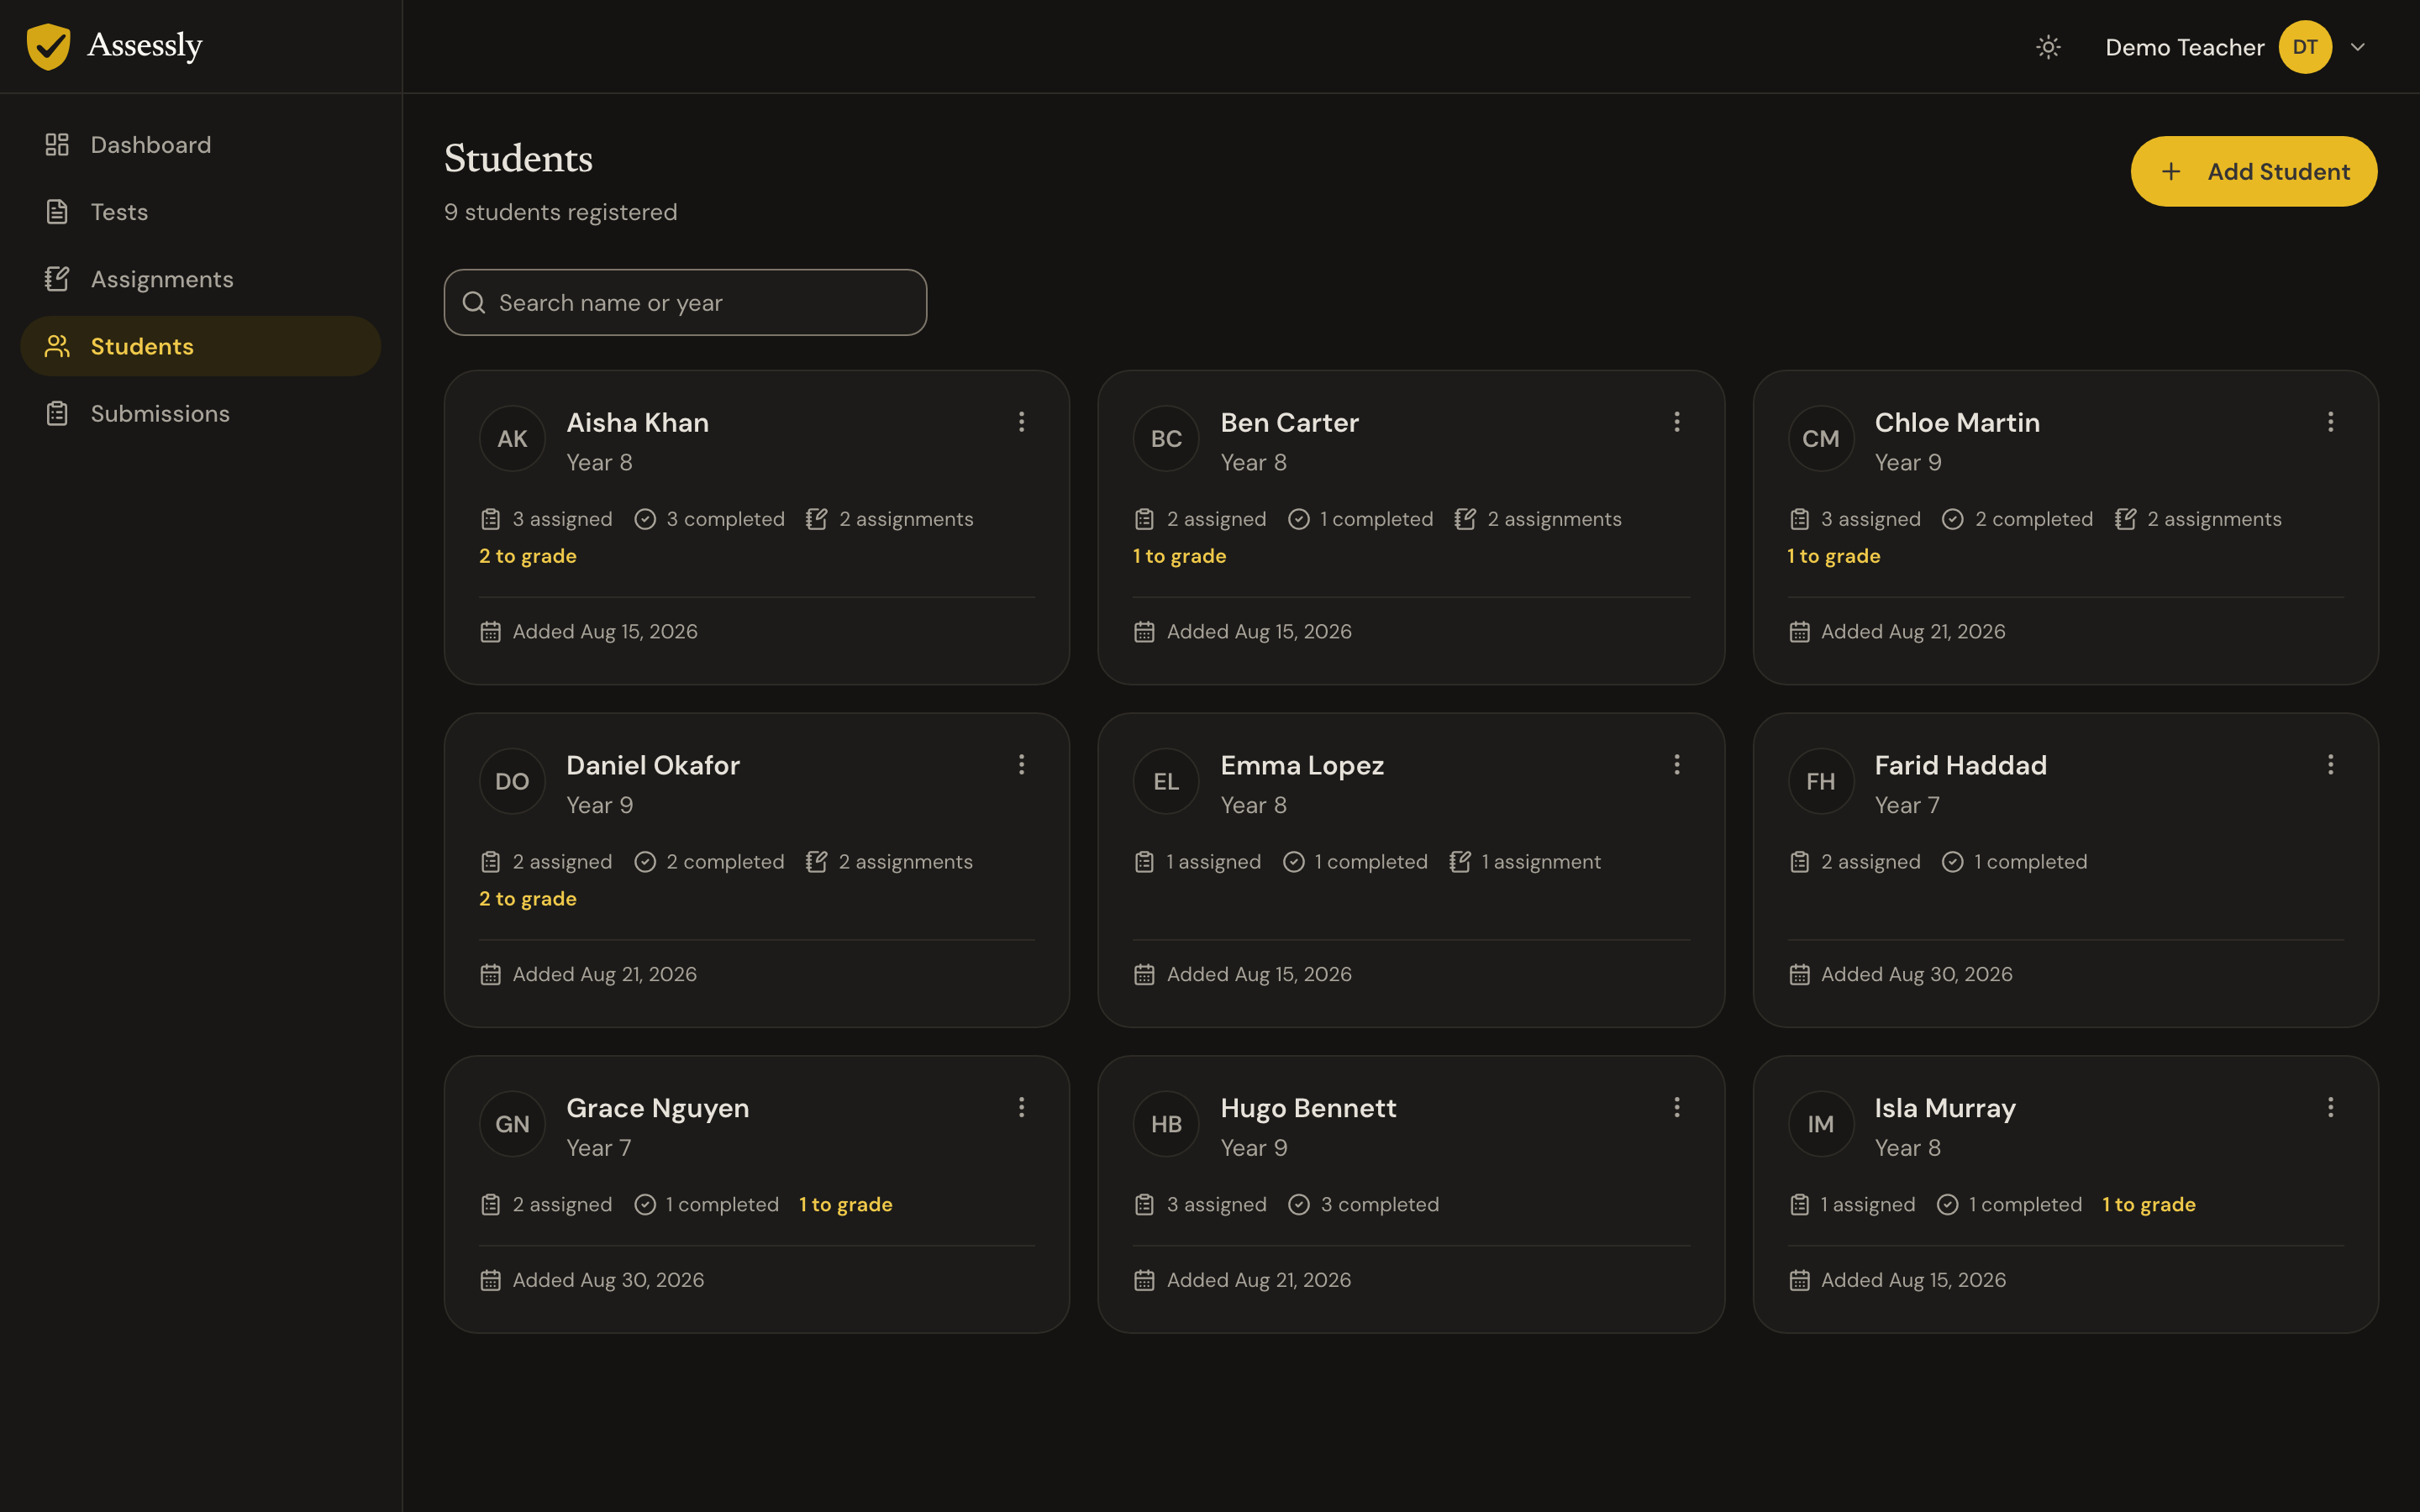 Assessly
Demo Teacher DT
Dashboard
Tests
Assignments
Students
Submissions
Students
9 students registered
Add Student
Search name or year
AK
Aisha Khan
Year 8
3 assigned 3 completed 2 assignments
2 to grade
Added Aug 15, 2026
BC
Ben Carter
Year 8
2 assigned 1 completed 2 assignments
1 to grade
Added Aug 15, 2026
CM
Chloe Martin
Year 9
3 assigned 2 completed 2 assignments
1 to grade
Added Aug 21, 2026
DO
Daniel Okafor
Year 9
2 assigned 2 completed 2 assignments
2 to grade
Added Aug 21, 2026
EL
Emma Lopez
Year 8
1 assigned 1 completed 1 assignment
Added Aug 15, 2026
FH
Farid Haddad
Year 7
2 assigned 1 completed
Added Aug 30, 2026
GN
Grace Nguyen
Year 7
2 assigned 1 completed 1 to grade
Added Aug 30, 2026
HB
Hugo Bennett
Year 9
3 assigned 3 completed
Added Aug 21, 2026
IM
Isla Murray
Year 8
1 assigned 1 completed 1 to grade
Added Aug 15, 2026